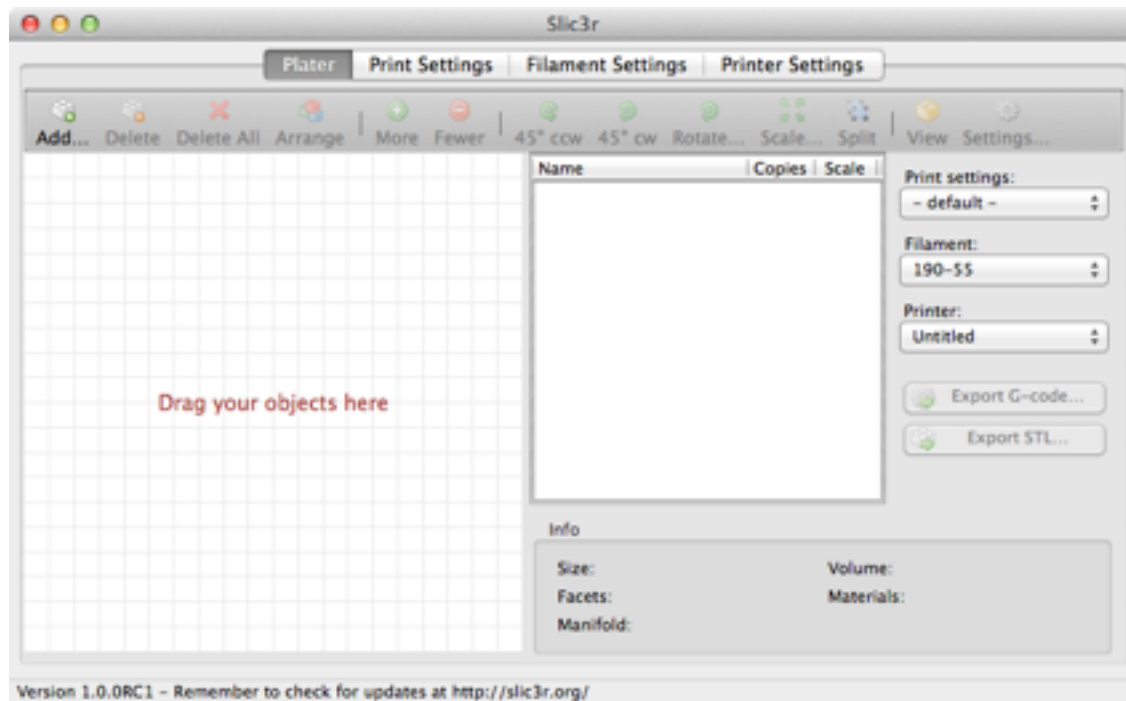 Slic3r
Plater Print Settings Filament Settings Printer Settings
Add... Delete Delete All Arrange More Fewer 45° ccw 45° cw Rotate... Scale... Split View Settings...
Name Copies Scale
Print settings:
- default -
Filament:
190-55
Printer:
Untitled
Drag your objects here
Export G-code...
Export STL...
Info
Size: Volume:
Facets: Materials:
Manifold:
Version 1.0.0RC1 - Remember to check for updates at http://slic3r.org/